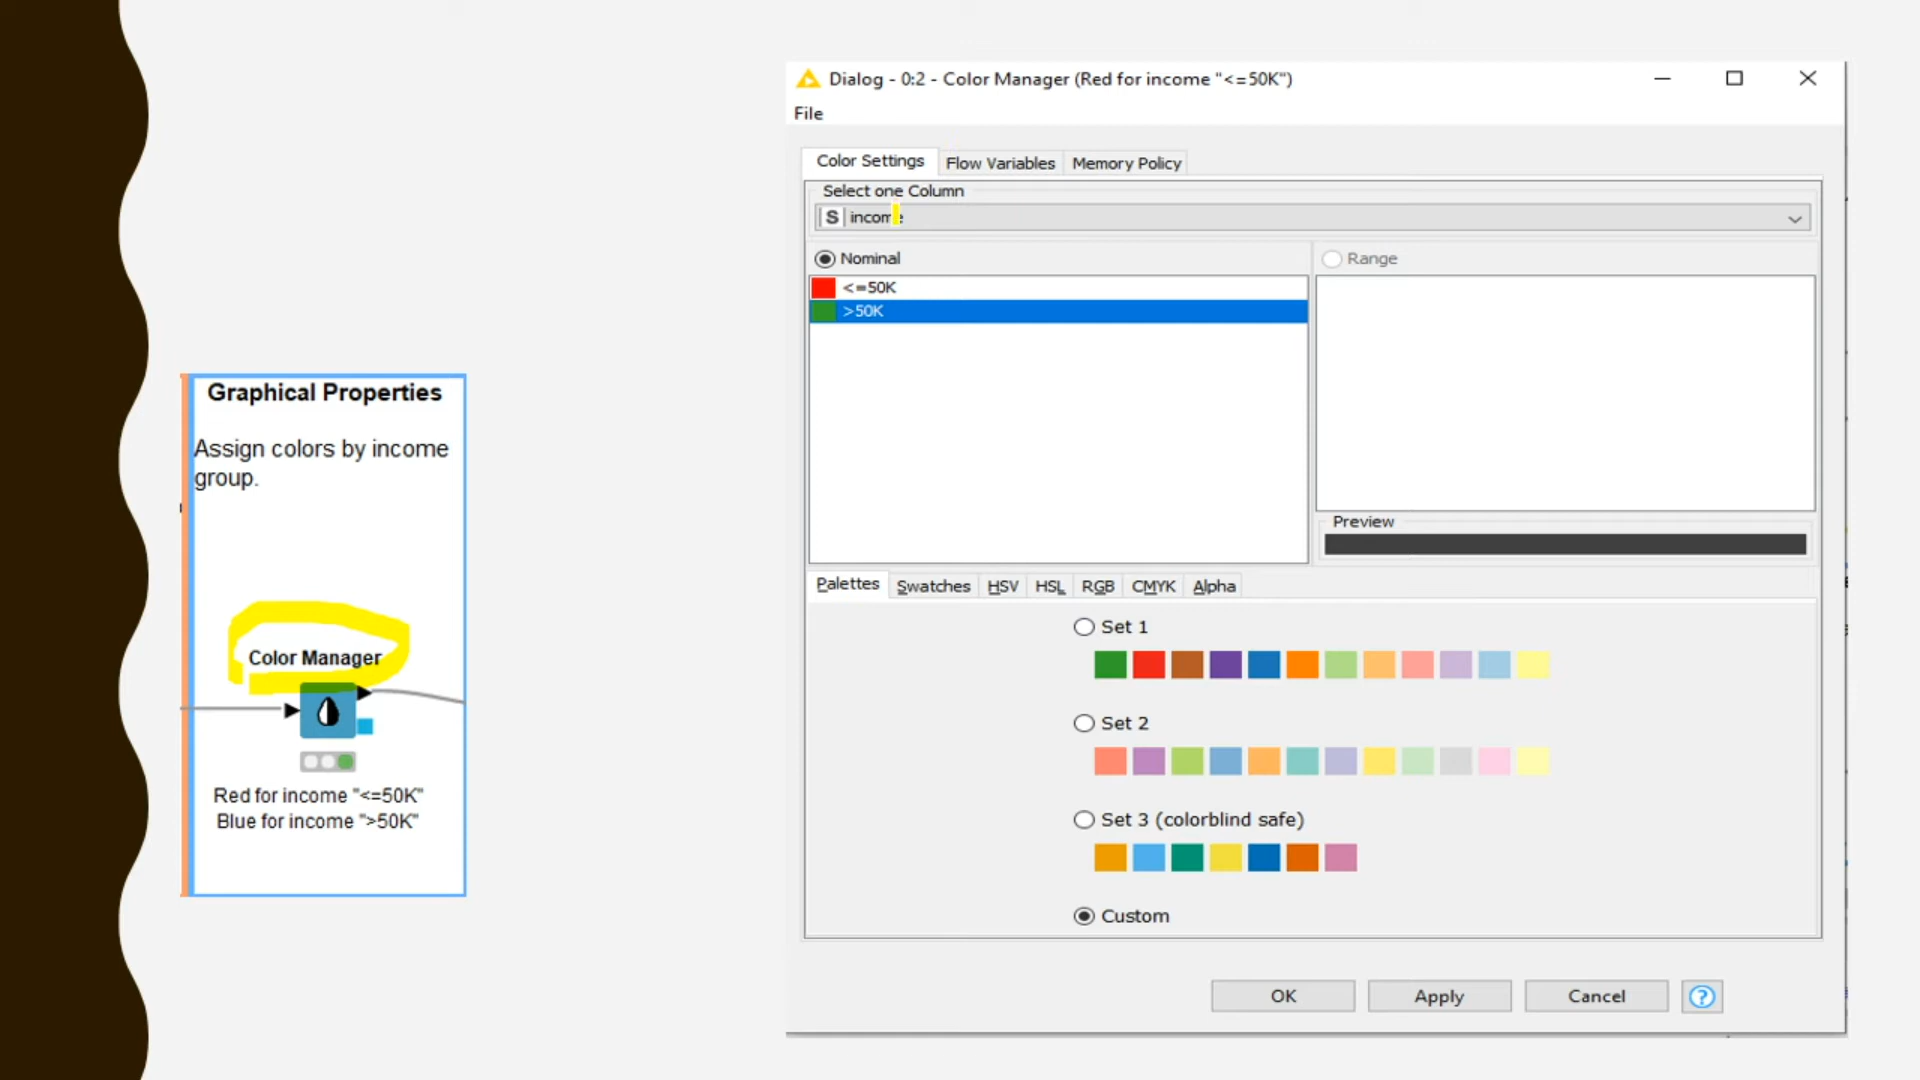 Graphical Properties
Assign colors by income
group.
Color Manager
Red for income "<=50K"
Blue for income ">50K"
Dialog - 0:2 - Color Manager (Red for income "<=50K")
File
Color Settings Flow Variables Memory Policy
Select one Column
S income
Nominal
Range
<=50K
>50K
Preview
Palettes Swatches HSV HSL RGB CMYK Alpha
Set 1
Set 2
Set 3 (colorblind safe)
Custom
OK Apply Cancel ?